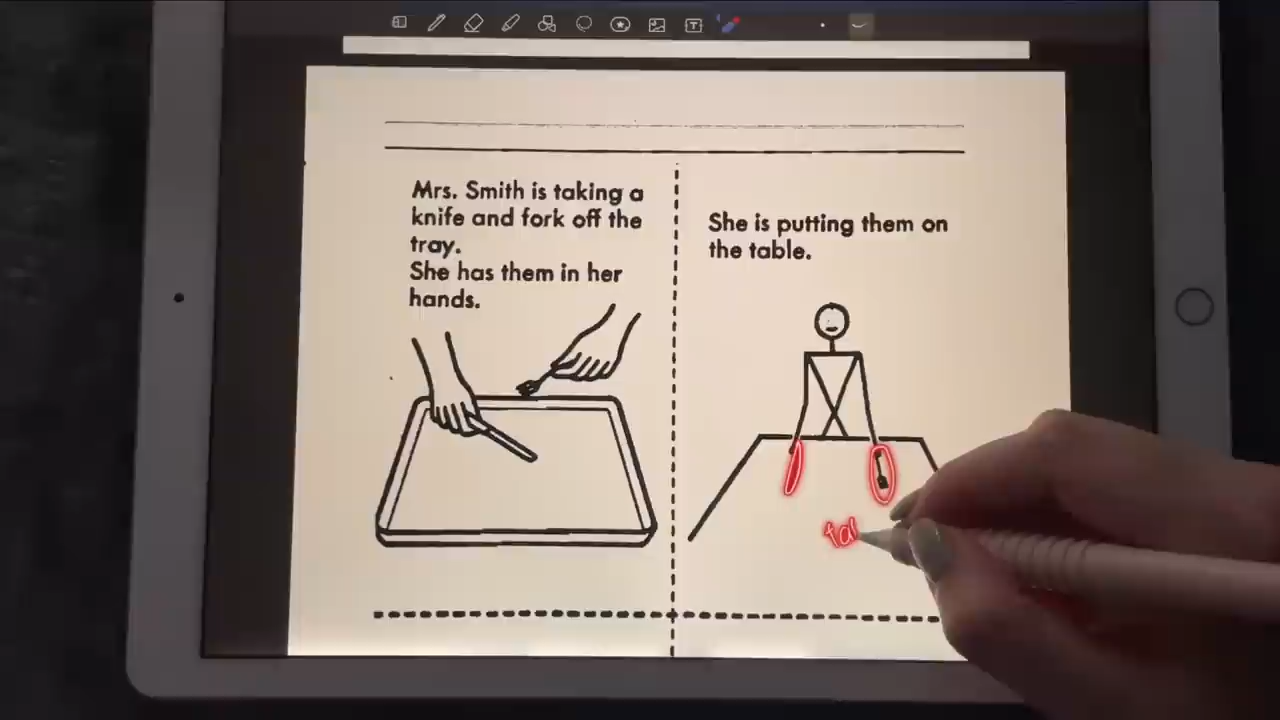 Mrs. Smith is taking a
knife and fork off the
tray.
She has them in her
hands.
She is putting them on
the table.
ta